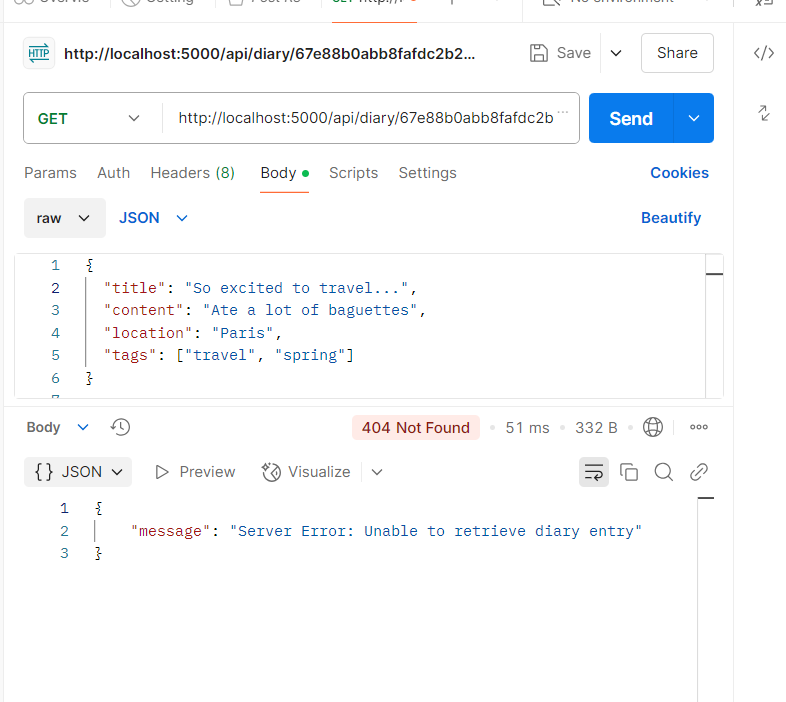 HTTP http://localhost:5000/api/diary/67e88b0abb8fafdc2b2... Save Share </>
GET http://localhost:5000/api/diary/67e88b0abb8fafdc2b Send
Params Auth Headers (8) Body Scripts Settings Cookies
raw JSON Beautify
1 {
2 "title": "So excited to travel...",
3 "content": "Ate a lot of baguettes",
4 "location": "Paris",
5 "tags": ["travel", "spring"]
6 }
Body 404 Not Found 51 ms 332 B
{} JSON Preview Visualize
1 {
2 "message": "Server Error: Unable to retrieve diary entry"
3 }